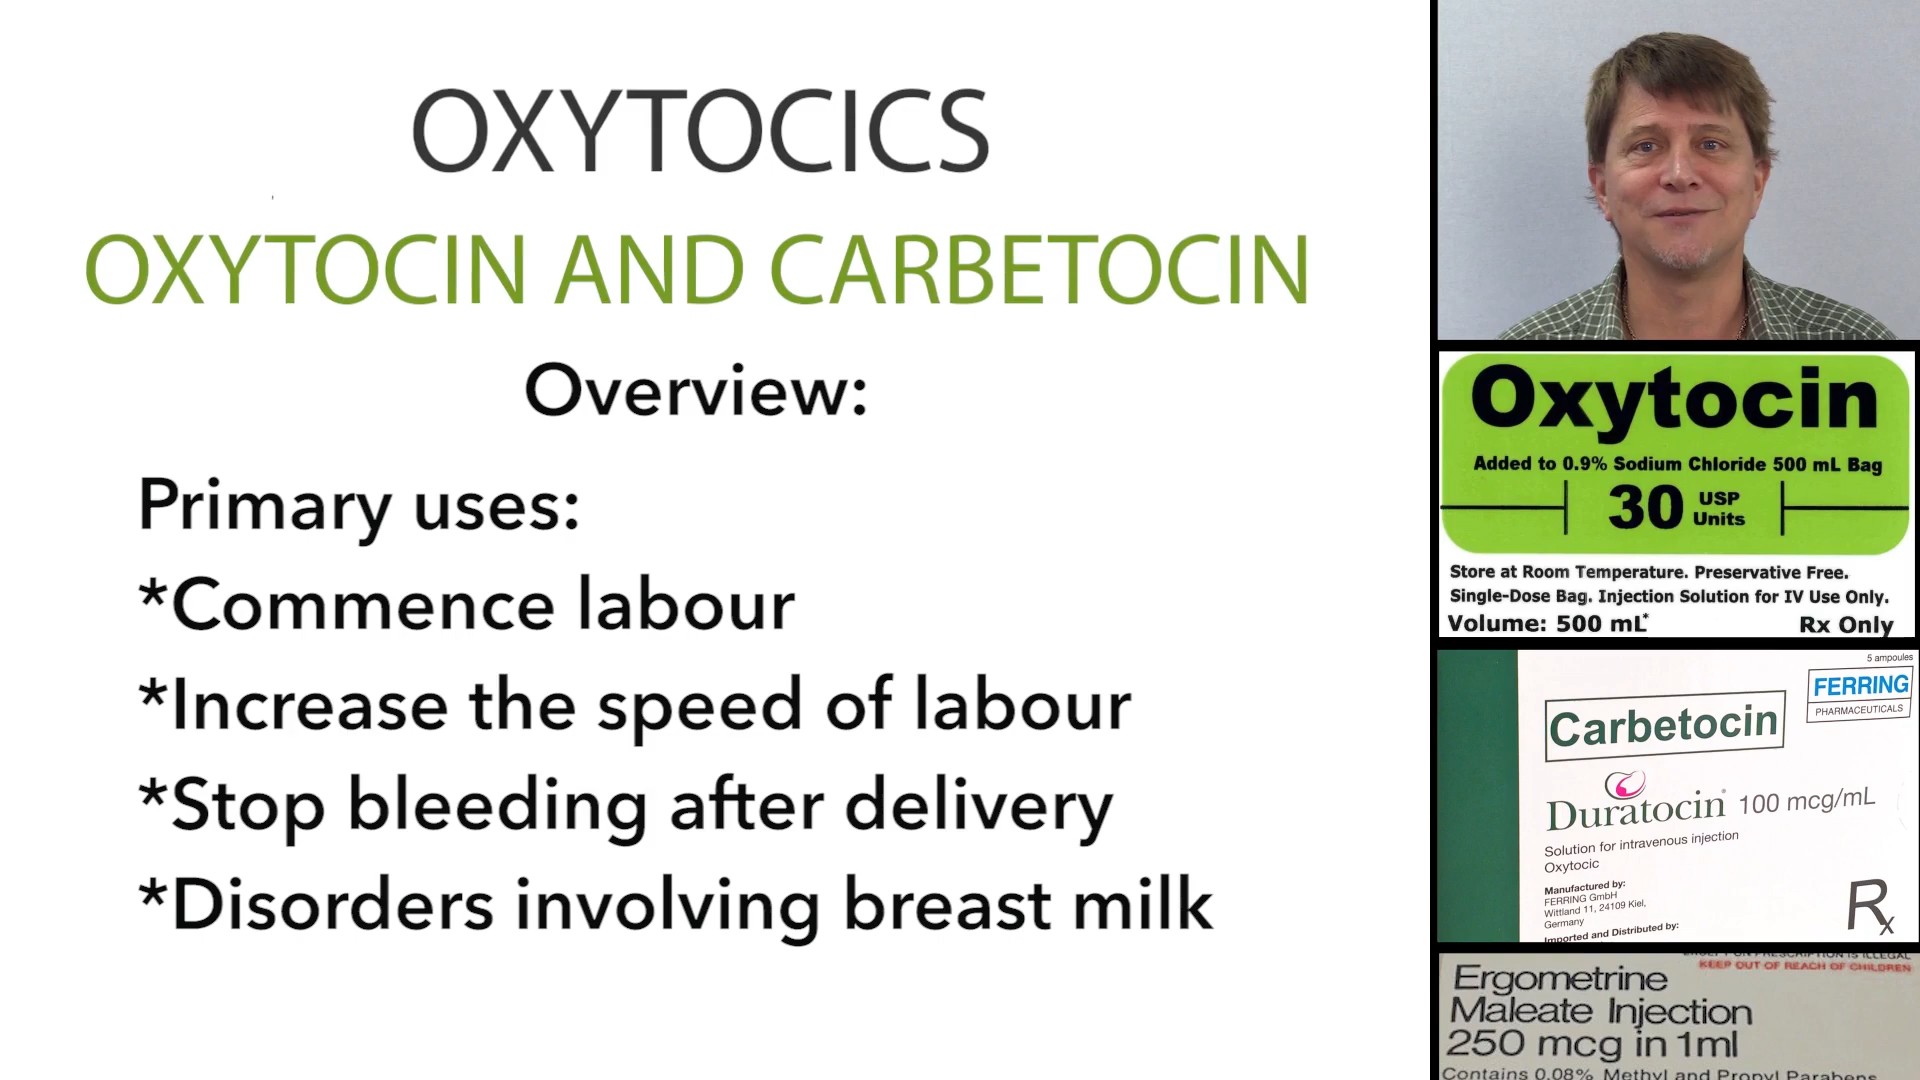 OXYTOCICS
OXYTOCIN AND CARBETOCIN
Overview:
Primary uses:
*Commence labour
*Increase the speed of labour
*Stop bleeding after delivery
*Disorders involving breast milk
Oxytocin
Added to 0.9% Sodium Chloride 500 mL Bag
30 USP Units
Store at Room Temperature. Preservative Free.
Single-Dose Bag. Injection Solution for IV Use Only.
Volume: 500 mL* Rx Only
5 ampoules
FERRING
PHARMACEUTICALS
Carbetocin
Duratocin® 100 mcg/mL
Solution for intravenous injection
Oxytocic
Manufactured by:
FERRING GmbH
Wittland 11, 24109 Kiel,
Germany
Imported and Distributed by:
Rx
EXCEPT ON PRESCRIPTION IS ILLEGAL
KEEP OUT OF REACH OF CHILDREN
Ergometrine
Maleate Injection
250 mcg in 1ml
Contains 0.08% Methyl and Propyl Parabens